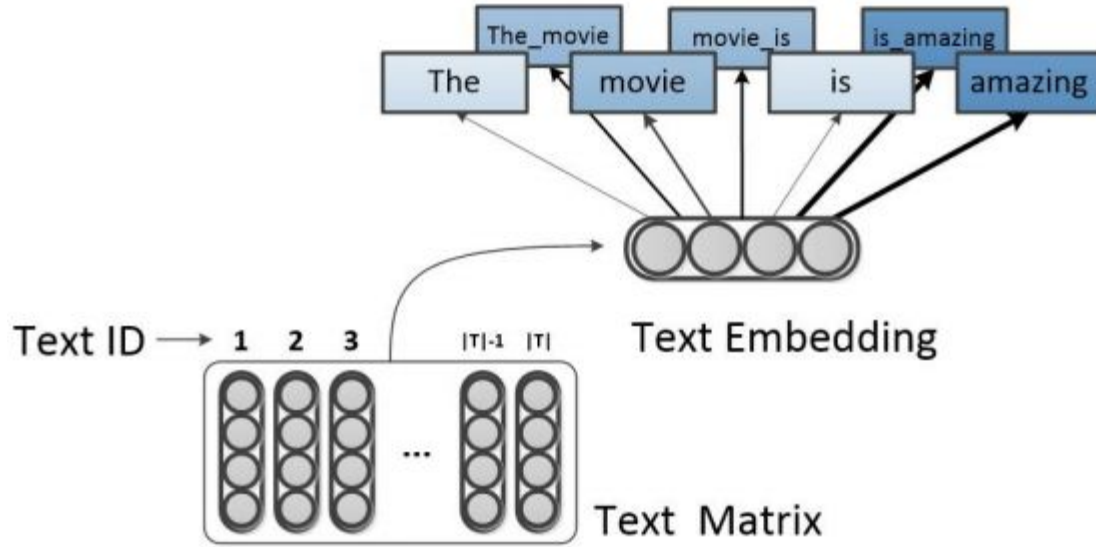 The_movie movie_is is_amazing
The movie is amazing
Text Embedding
Text ID 1 2 3 |T|-1 |T|
...
Text Matrix